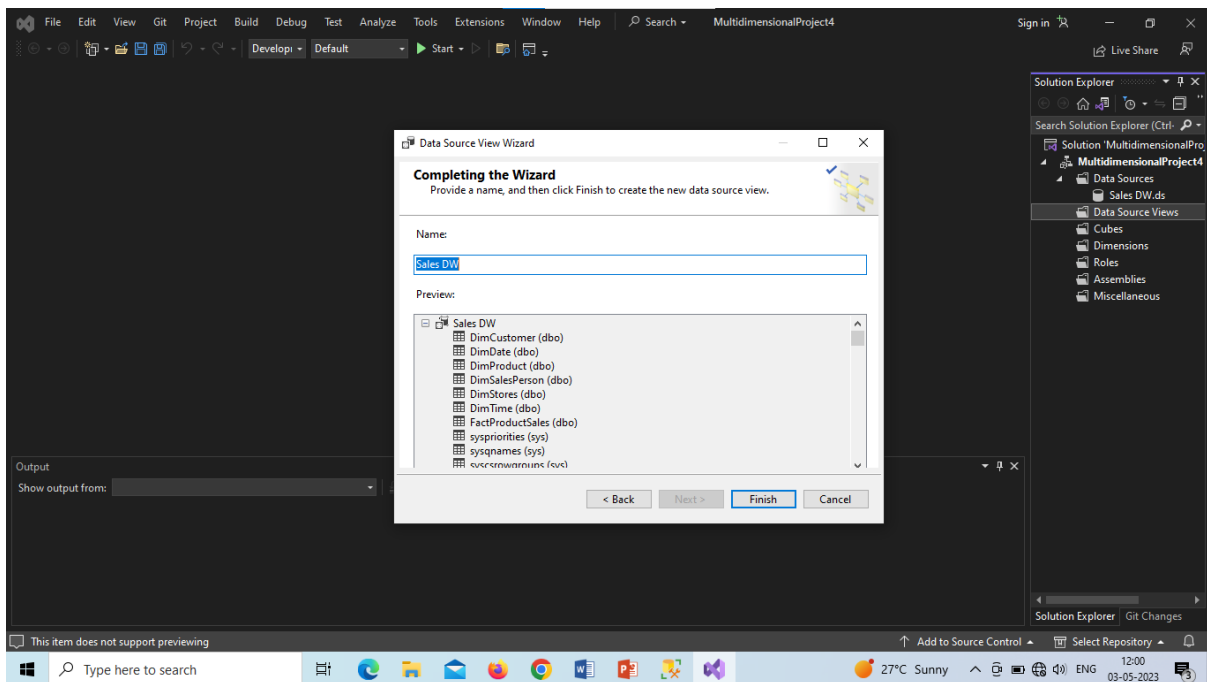 File Edit View Git Project Build Debug Test Analyze Tools Extensions Window Help Search MultidimensionalProject4 Sign in
Developi Default Start Live Share
Solution Explorer
Search Solution Explorer (Ctrl-
Solution 'MultidimensionalPro
MultidimensionalProject4
Data Sources
Sales DW.ds
Data Source Views
Cubes
Dimensions
Roles
Assemblies
Miscellaneous
Data Source View Wizard
Completing the Wizard
Provide a name, and then click Finish to create the new data source view.
Name:
Sales DW
Preview:
Sales DW
DimCustomer (dbo)
DimDate (dbo)
DimProduct (dbo)
DimSalesPerson (dbo)
DimStores (dbo)
DimTime (dbo)
FactProductSales (dbo)
syspriorities (sys)
sysqnames (sys)
syscsrowgroups (sys)
< Back Next > Finish Cancel
Output
Show output from:
Solution Explorer Git Changes
This item does not support previewing Add to Source Control Select Repository
Type here to search 27°C Sunny ENG 12:00
03-05-2023 3